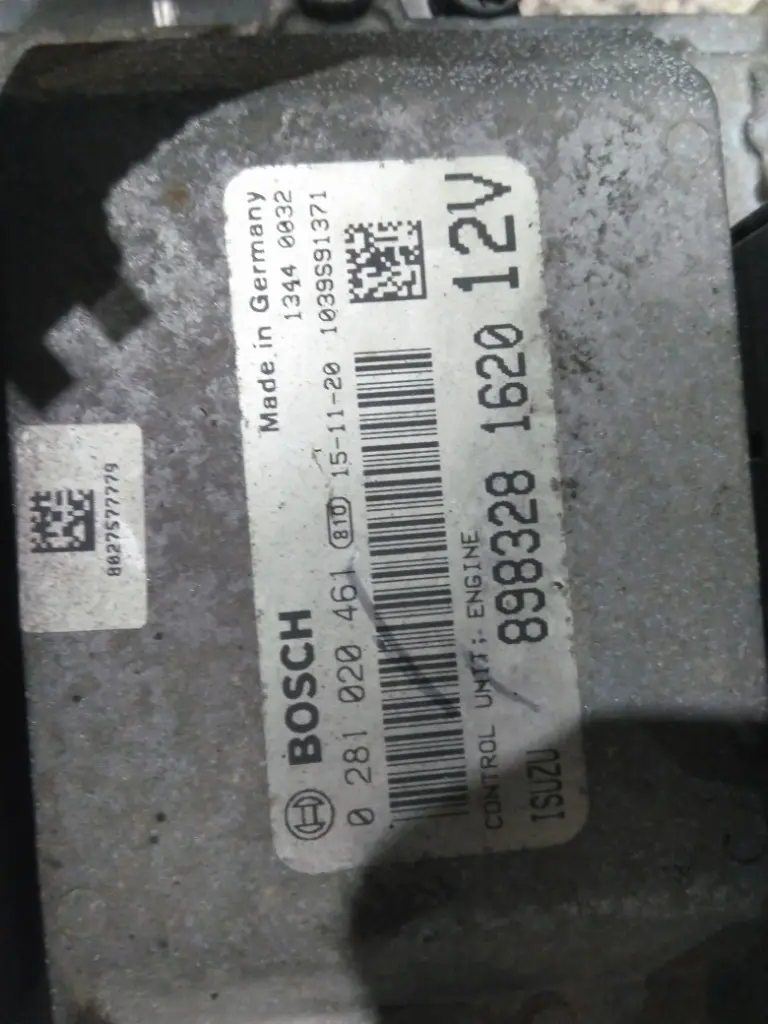 Made in Germany
1344 0032
BOSCH
0 281 020 461 810 15-11-20 1039S91371
CONTROL UNIT; ENGINE
ISUZU 898328 1620 12V
8027577779